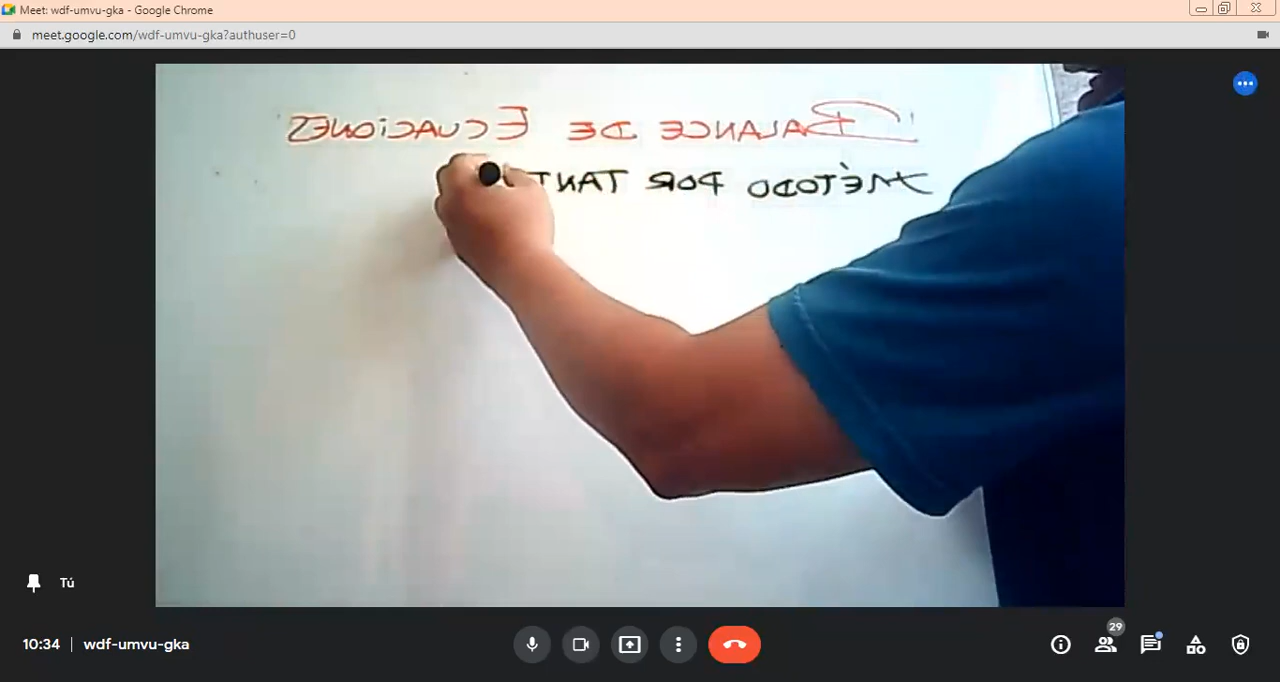 Meet: wdf-umvu-gka - Google Chrome
meet.google.com/wdf-umvu-gka?authuser=0
BALANCE DE ECUACIONES
MÉTODO POR
Tú
10:34 | wdf-umvu-gka
29